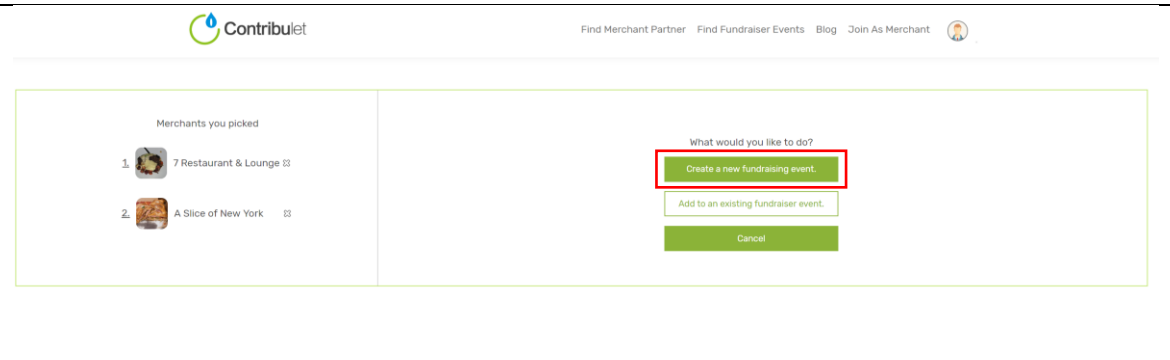 Contribulet
Find Merchant Partner Find Fundraiser Events Blog Join As Merchant
Merchants you picked
1. 7 Restaurant & Lounge
2. A Slice of New York
What would you like to do?
Create a new fundraising event.
Add to an existing fundraiser event.
Cancel